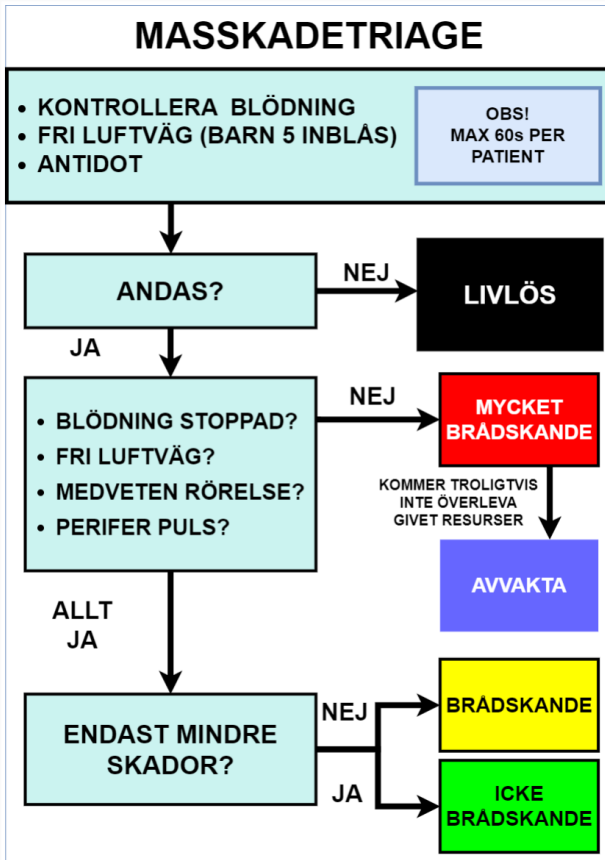 MASSKADETRIAGE
• KONTROLLERA BLÖDNING
• FRI LUFTVÄG (BARN 5 INBLÅS)
• ANTIDOT
OBS!
MAX 60s PER
PATIENT
ANDAS?
NEJ
LIVLÖS
JA
• BLÖDNING STOPPAD?
• FRI LUFTVÄG?
• MEDVETEN RÖRELSE?
• PERIFER PULS?
NEJ
MYCKET
BRÅDSKANDE
KOMMER TROLIGTVIS
INTE ÖVERLEVA
GIVET RESURSER
AVVAKTA
ALLT
JA
ENDAST MINDRE
SKADOR?
NEJ
BRÅDSKANDE
JA
ICKE
BRÅDSKANDE